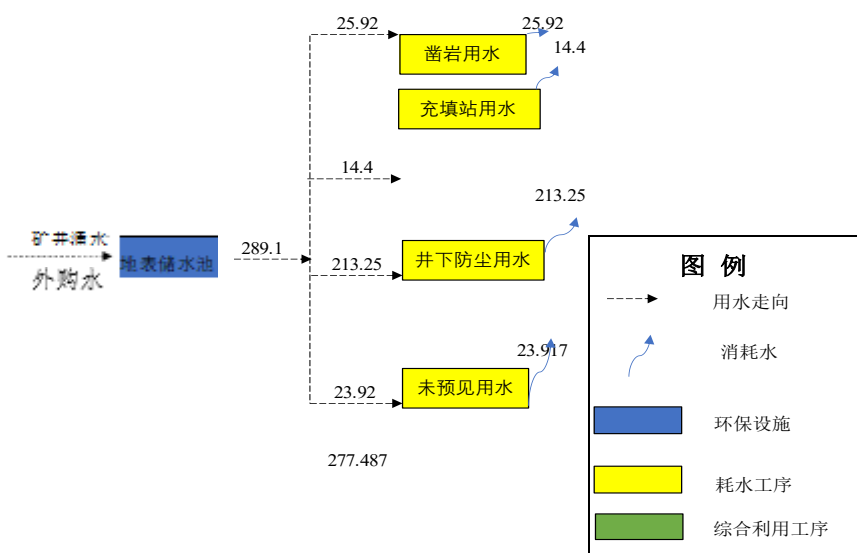 25.92
25.92
凿岩用水
14.4
充填站用水
14.4
213.25
矿井涌水
外购水
地表储水池
289.1
213.25
井下防尘用水
23.917
23.92
未预见用水
277.487
图 例
用水走向
消耗水
环保设施
耗水工序
综合利用工序